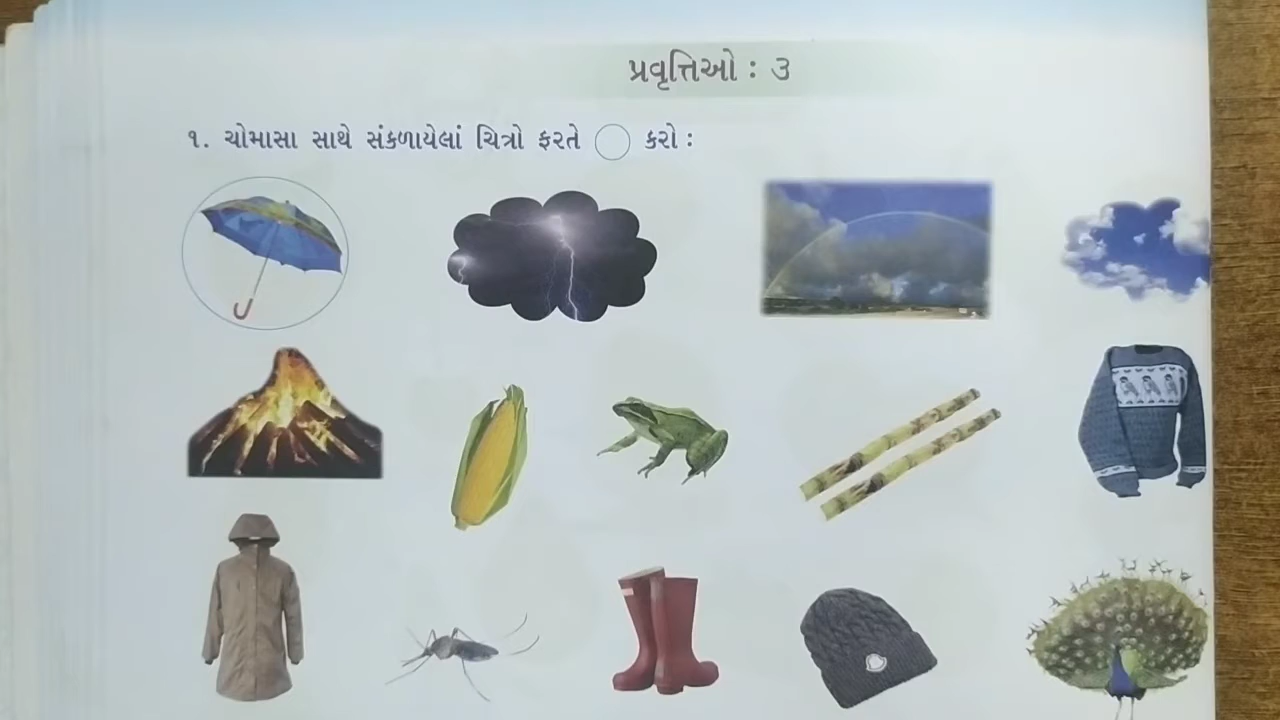 પ્રવૃત્તિઓ : ૩
૧. ચોમાસા સાથે સંકળાયેલાં ચિત્રો ફરતે ◯ કરો :